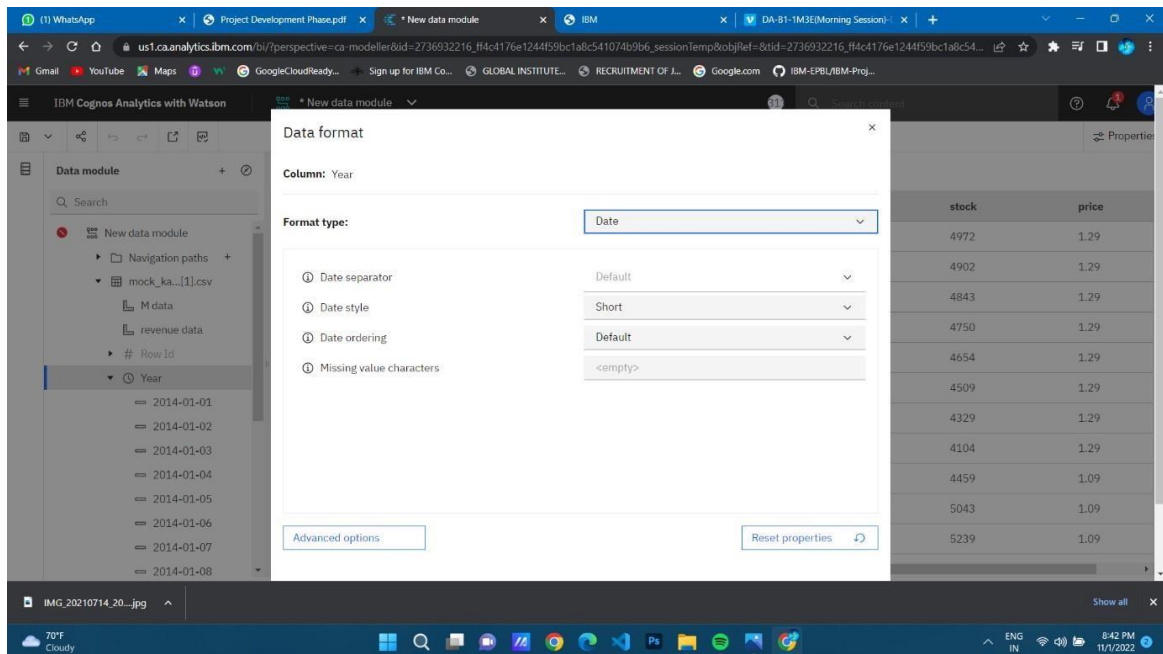 (1) WhatsApp
Project Development Phase.pdf
* New data module
IBM
DA-B1-1M3E(Morning Session)-(
us1.ca.analytics.ibm.com/bi/?perspective=ca-modeller&id=2736932216_ff4c4176e1244f59bc1a8c541074b9b6_sessionTemp&objRef=&tid=2736932216_ff4c4176e1244f59bc1a8c54...
Gmail
YouTube
Maps
GoogleCloudReady...
Sign up for IBM Co...
GLOBAL INSTITUTE...
RECRUITMENT OF J...
Google.com
IBM-EPBL/IBM-Proj...
IBM Cognos Analytics with Watson
* New data module
31
Search content
1
Properties
Data module
Search
New data module
Navigation paths
mock_ka...[1].csv
M data
revenue data
# Row Id
Year
2014-01-01
2014-01-02
2014-01-03
2014-01-04
2014-01-05
2014-01-06
2014-01-07
2014-01-08
Data format
Column: Year
Format type: Date
Date separator Default
Date style Short
Date ordering Default
Missing value characters <empty>
Advanced options
Reset properties
stock price
4972 1.29
4902 1.29
4843 1.29
4750 1.29
4654 1.29
4509 1.29
4329 1.29
4104 1.29
4459 1.09
5043 1.09
5239 1.09
IMG_20210714_20....jpg
Show all
70°F
Cloudy
Ps
ENG
IN
8:42 PM
11/1/2022
2